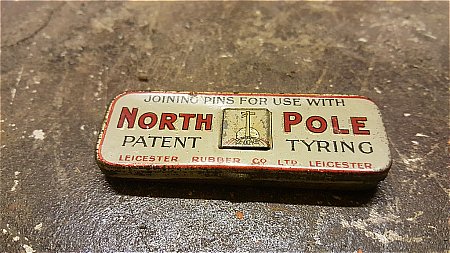 JOINING PINS FOR USE WITH
NORTH POLE
PATENT TYRING
LEICESTER RUBBER CO LTD. LEICESTER